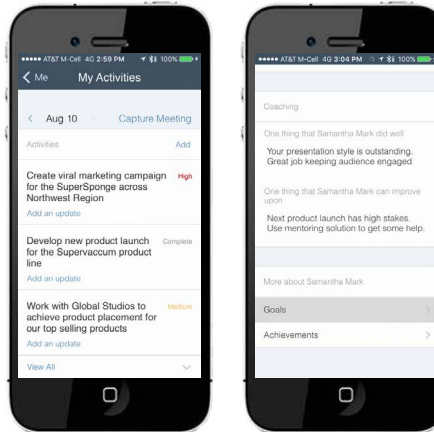 AT&T M-Cell 4G 2:59 PM 100%
Me My Activities
Aug 10 Capture Meeting
Activities Add
Create viral marketing campaign High
for the SuperSponge across
Northwest Region
Add an update
Develop new product launch Complete
for the Supervaccum product
line
Add an update
Work with Global Studios to Medium
achieve product placement for
our top selling products
Add an update
View All
AT&T M-Cell 4G 3:04 PM 100%
Coaching
One thing that Samantha Mark did well
Your presentation style is outstanding.
Great job keeping audience engaged
One thing that Samantha Mark can improve
upon
Next product launch has high stakes.
Use mentoring solution to get some help.
More about Samantha Mark
Goals
Achievements